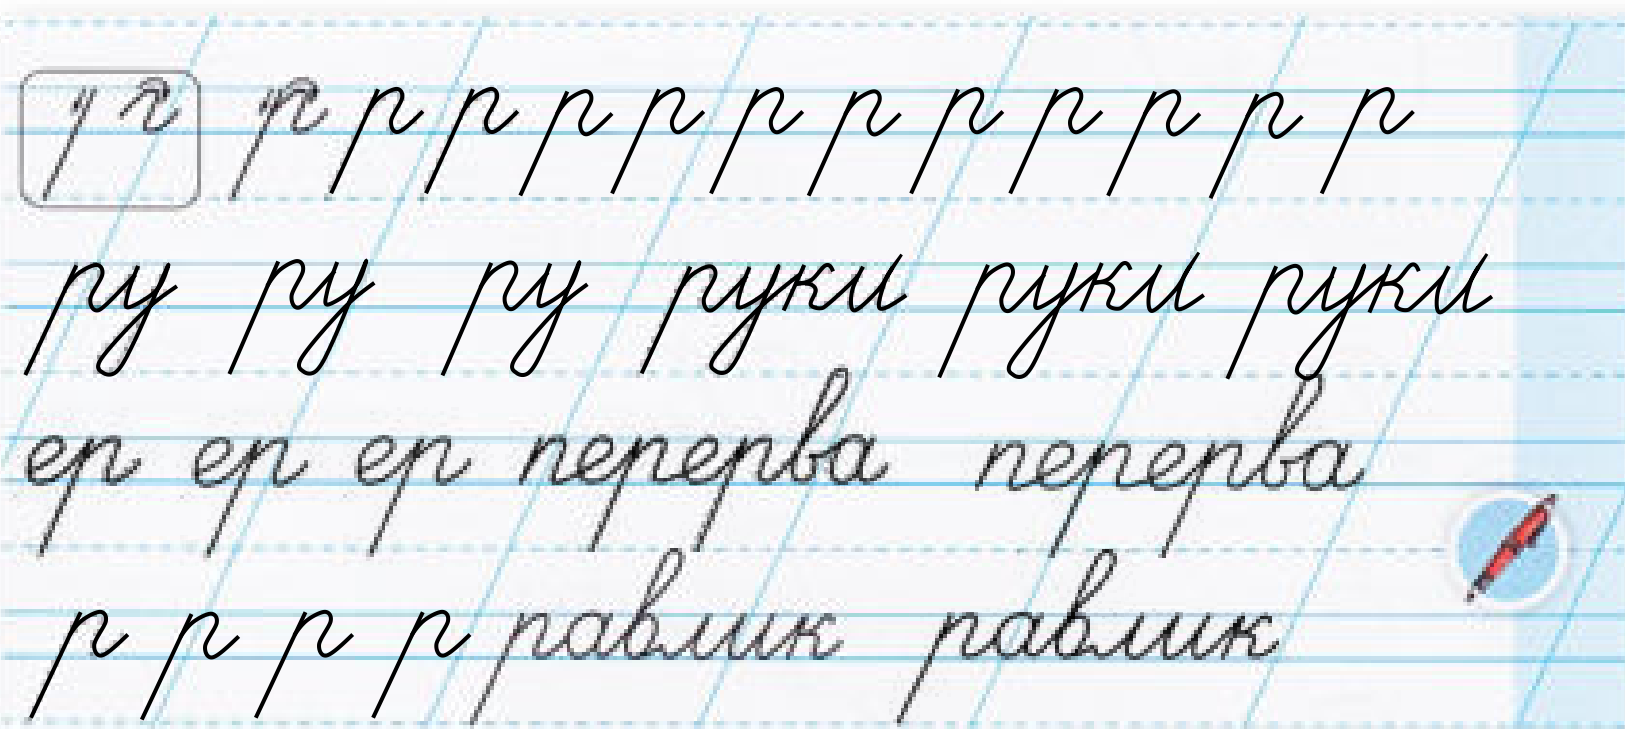 р р р р р р р р р р р р
ру ру ру руки руки руки
ер ер ер перерва перерва
р р р р равлик равлик